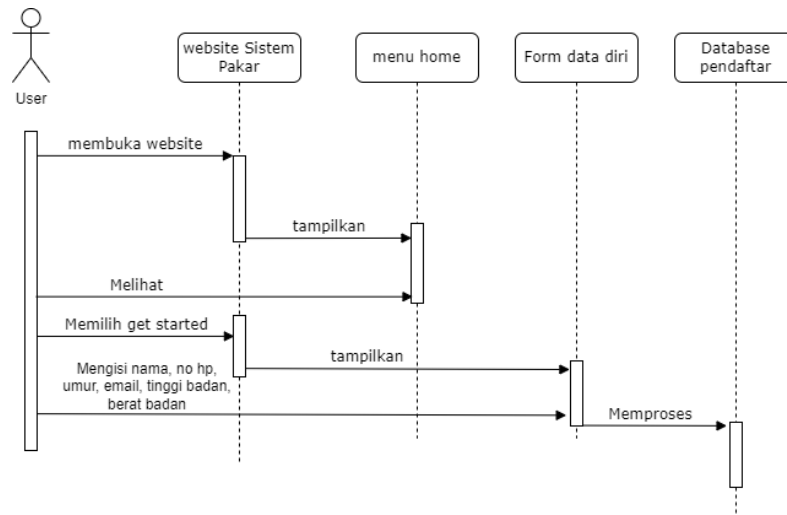 website Sistem
Pakar
menu home
Form data diri
Database
pendaftar
User
membuka website
tampilkan
Melihat
Memilih get started
tampilkan
Mengisi nama, no hp,
umur, email, tinggi badan,
berat badan
Memproses